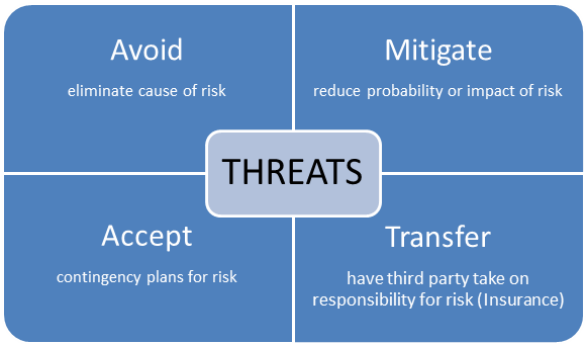 Avoid
eliminate cause of risk
Mitigate
reduce probability or impact of risk
THREATS
Accept
contingency plans for risk
Transfer
have third party take on
responsibility for risk (Insurance)